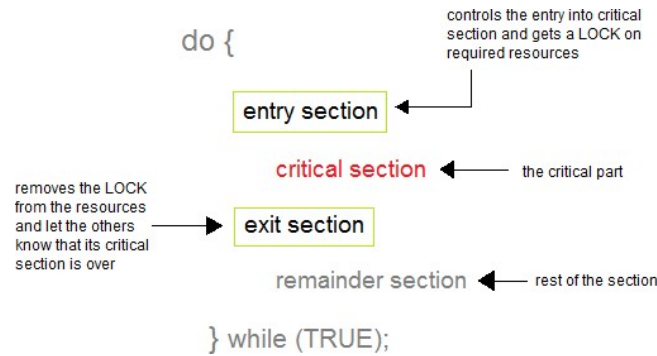 controls the entry into critical
section and gets a LOCK on
required resources
do {
entry section
critical section
the critical part
removes the LOCK
from the resources
and let the others
know that its critical
section is over
exit section
remainder section
rest of the section
} while (TRUE);